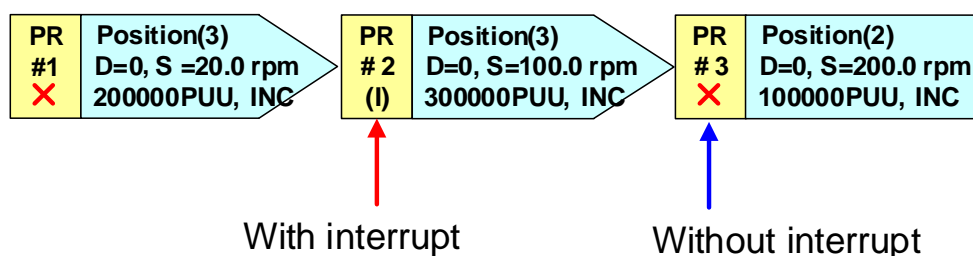 PR
#1
Position(3)
D=0, S =20.0 rpm
200000PUU, INC
PR
# 2
(I)
Position(3)
D=0, S=100.0 rpm
300000PUU, INC
PR
# 3
Position(2)
D=0, S=200.0 rpm
100000PUU, INC
With interrupt
Without interrupt